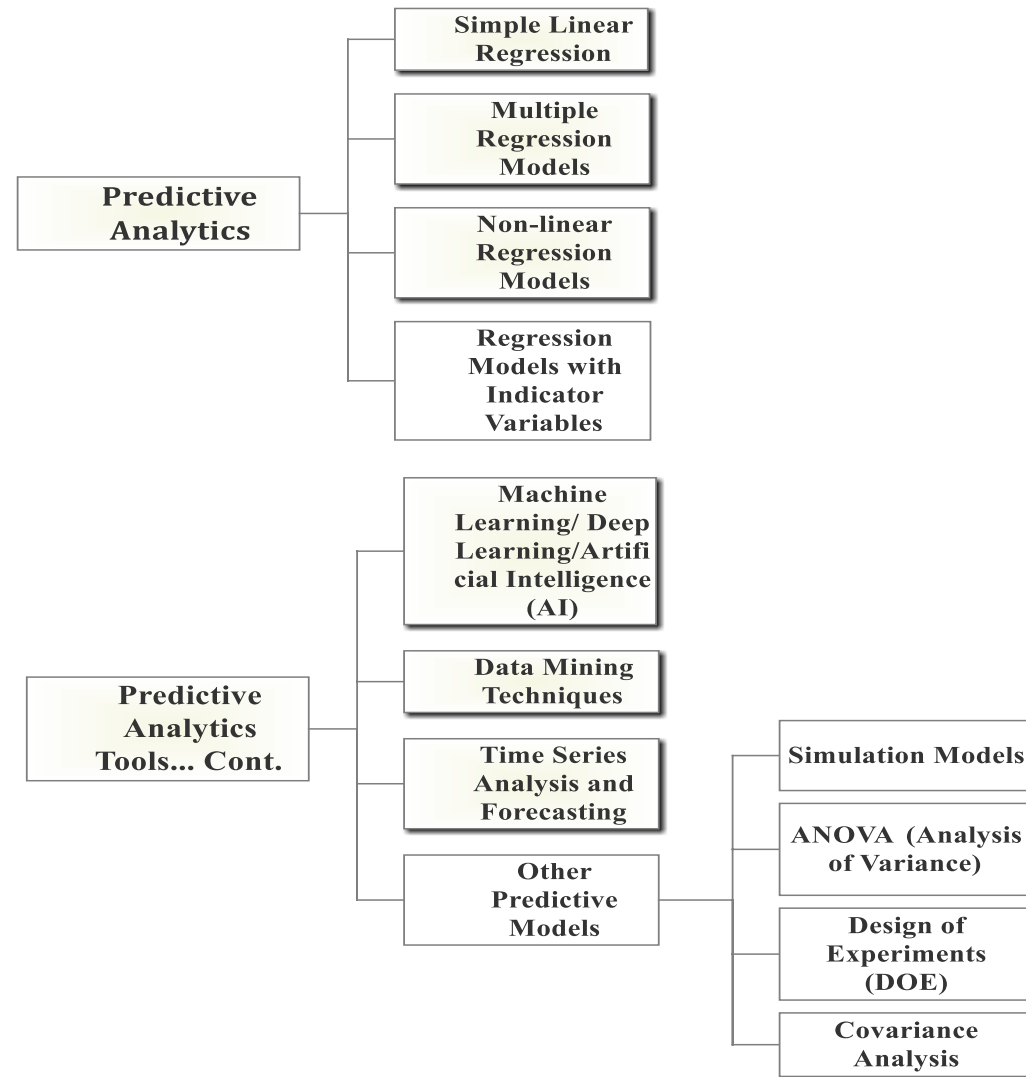 Predictive
Analytics
Simple Linear
Regression
Multiple
Regression
Models
Non-linear
Regression
Models
Regression
Models with
Indicator
Variables
Predictive
Analytics
Tools... Cont.
Machine
Learning/ Deep
Learning/Artifi
cial Intelligence
(AI)
Data Mining
Techniques
Time Series
Analysis and
Forecasting
Other
Predictive
Models
Simulation Models
ANOVA (Analysis
of Variance)
Design of
Experiments
(DOE)
Covariance
Analysis